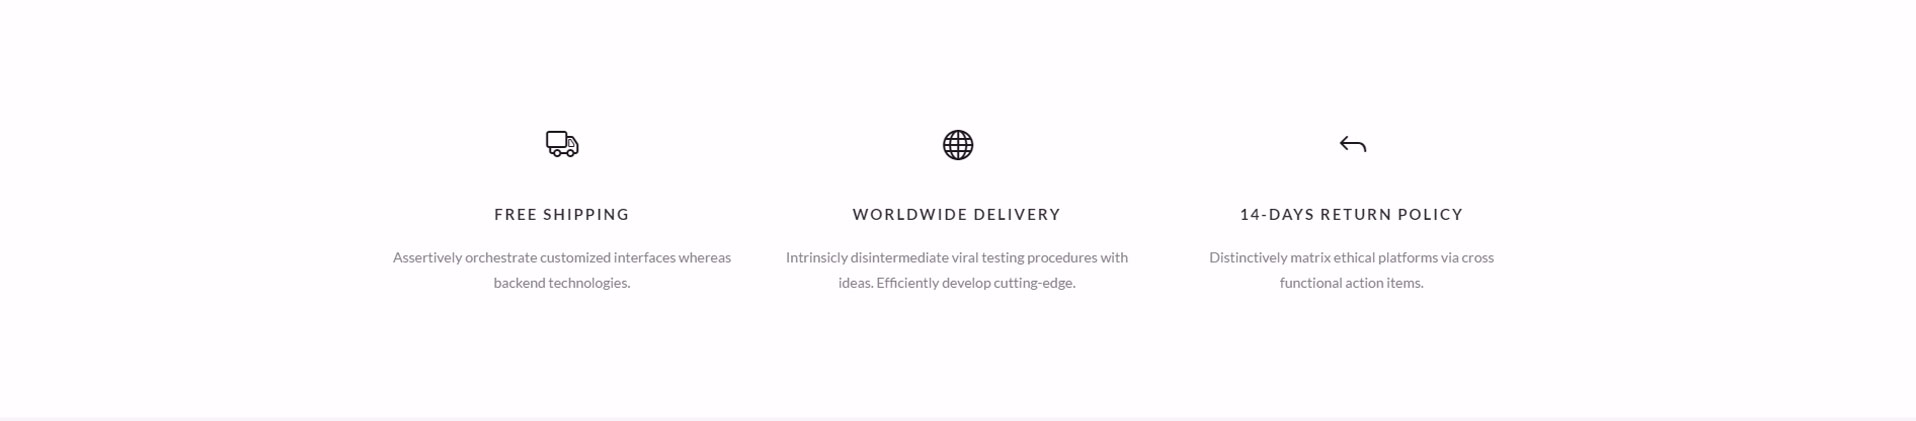 FREE SHIPPING
Assertively orchestrate customized interfaces whereas
backend technologies.
WORLDWIDE DELIVERY
Intrinsicly disintermediate viral testing procedures with
ideas. Efficiently develop cutting-edge.
14-DAYS RETURN POLICY
Distinctively matrix ethical platforms via cross
functional action items.